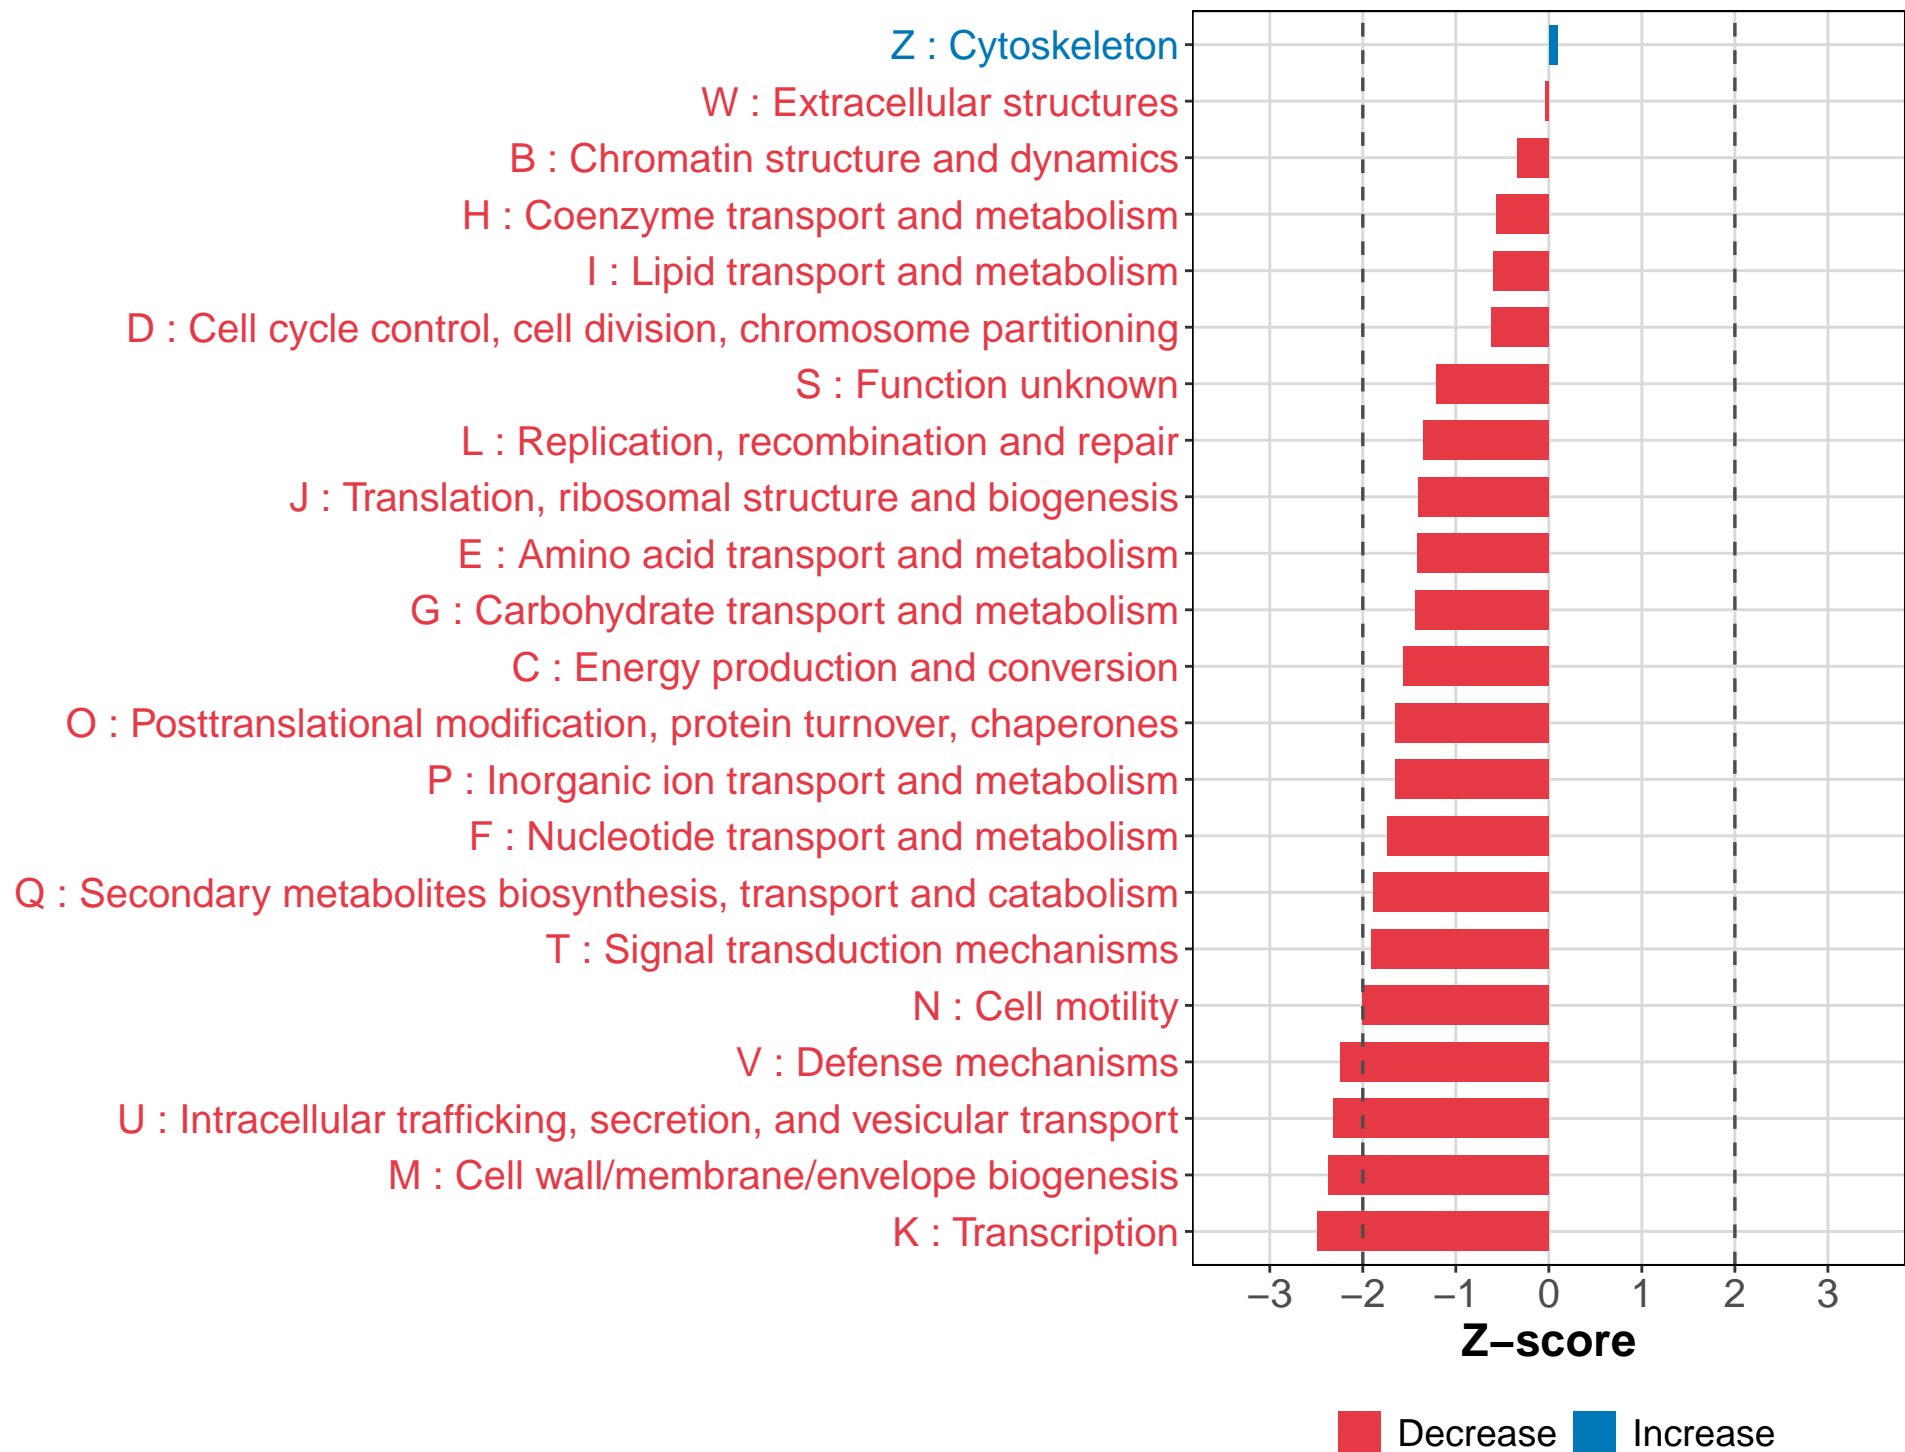 Z : Cytoskeleton
W : Extracellular structures
B : Chromatin structure and dynamics
H : Coenzyme transport and metabolism
I : Lipid transport and metabolism
D : Cell cycle control, cell division, chromosome partitioning
S : Function unknown
L : Replication, recombination and repair
J : Translation, ribosomal structure and biogenesis
E : Amino acid transport and metabolism
G : Carbohydrate transport and metabolism
C : Energy production and conversion
O : Posttranslational modification, protein turnover, chaperones
P : Inorganic ion transport and metabolism
F : Nucleotide transport and metabolism
Q : Secondary metabolites biosynthesis, transport and catabolism
T : Signal transduction mechanisms
N : Cell motility
V : Defense mechanisms
U : Intracellular trafficking, secretion, and vesicular transport
M : Cell wall/membrane/envelope biogenesis
K : Transcription
−3 −2 −1 0 1 2 3
Z−score
Decrease Increase